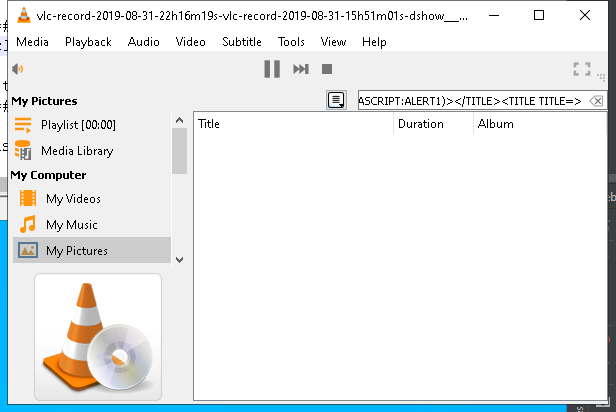 vlc-record-2019-08-31-22h16m19s-vlc-record-2019-08-31-15h51m01s-dshow__...
Media Playback Audio Video Subtitle Tools View Help
My Pictures
ASCRIPT:ALERT1)></TITLE><TITLE TITLE=>
Playlist [00:00]
Media Library
My Computer
My Videos
My Music
My Pictures
Title Duration Album